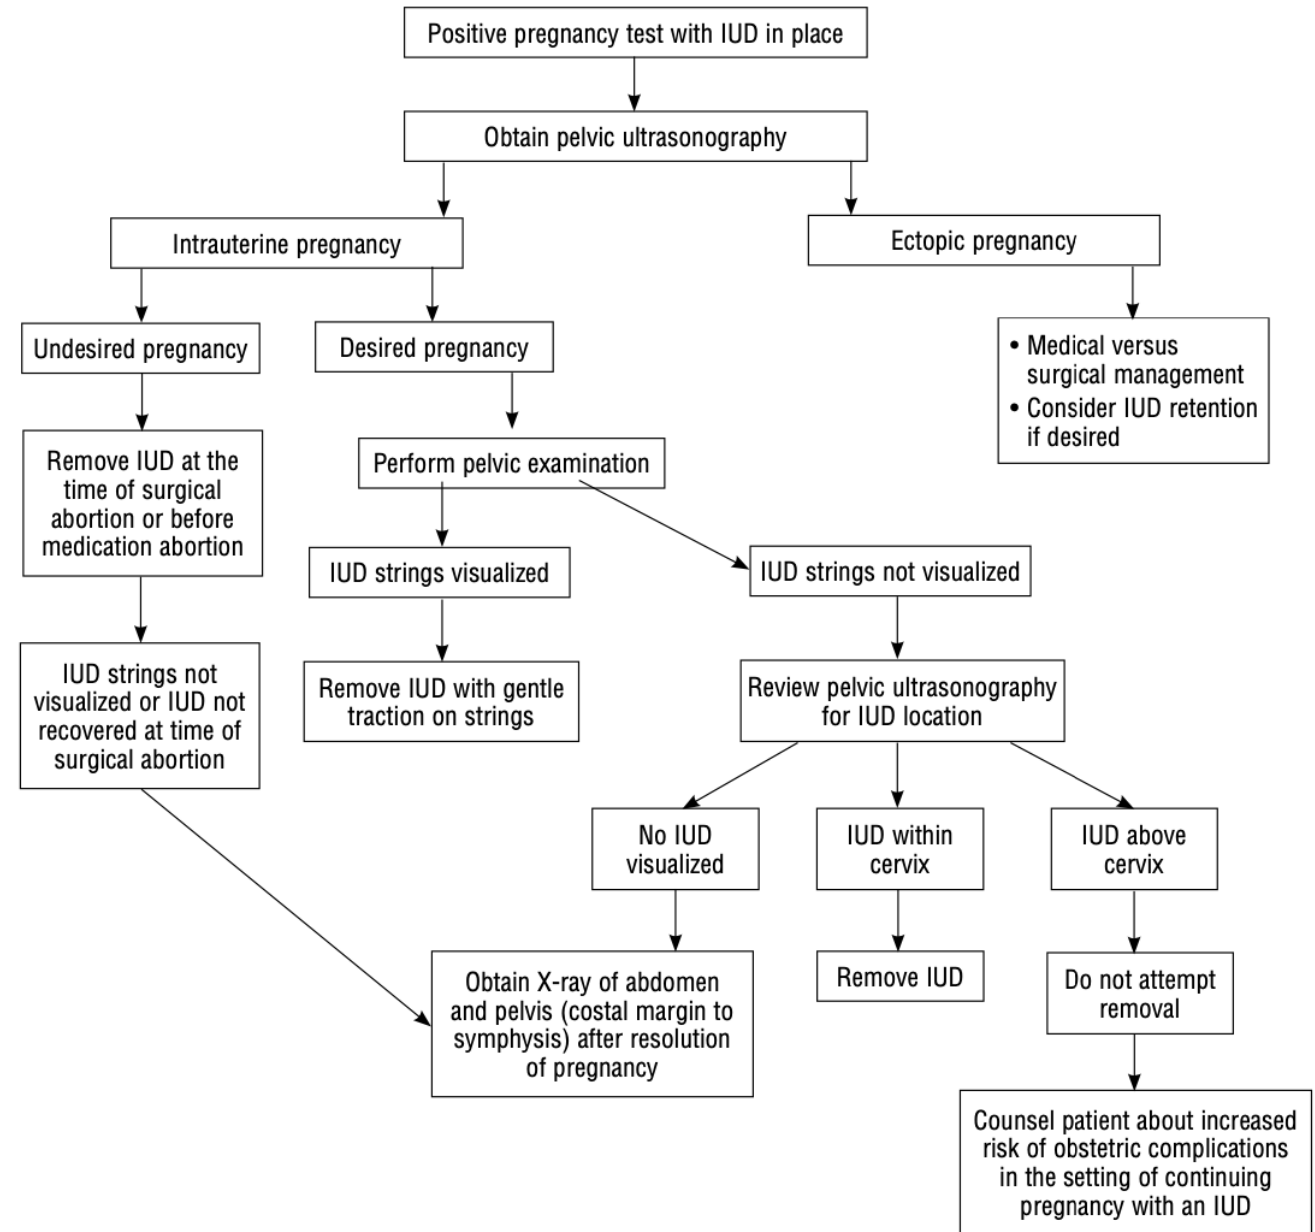 Positive pregnancy test with IUD in place
Obtain pelvic ultrasonography
Intrauterine pregnancy
Ectopic pregnancy
Undesired pregnancy
Desired pregnancy
• Medical versus
surgical management
• Consider IUD retention
if desired
Remove IUD at the
time of surgical
abortion or before
medication abortion
Perform pelvic examination
IUD strings visualized
IUD strings not visualized
IUD strings not
visualized or IUD not
recovered at time of
surgical abortion
Remove IUD with gentle
traction on strings
Review pelvic ultrasonography
for IUD location
No IUD
visualized
IUD within
cervix
IUD above
cervix
Obtain X-ray of abdomen
and pelvis (costal margin to
symphysis) after resolution
of pregnancy
Remove IUD
Do not attempt
removal
Counsel patient about increased
risk of obstetric complications
in the setting of continuing
pregnancy with an IUD